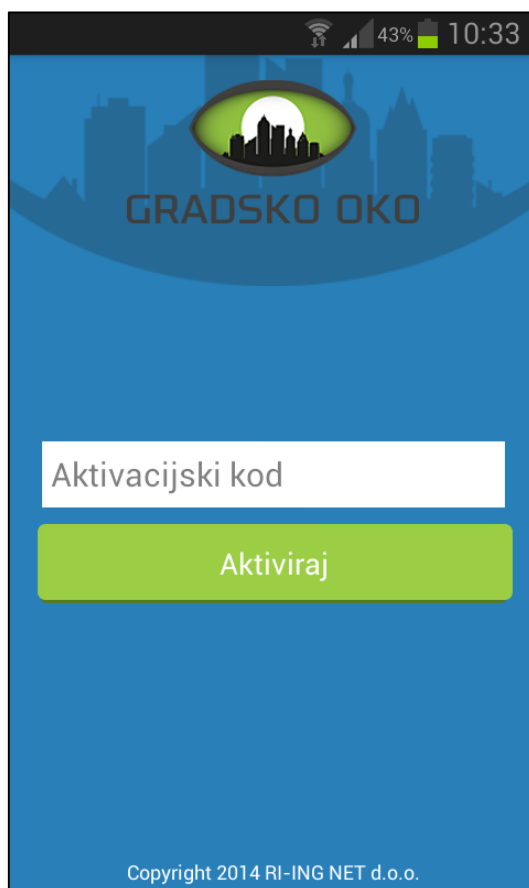 43% 10:33
GRADSKO OKO
Aktivacijski kod
Aktiviraj
Copyright 2014 RI-ING NET d.o.o.